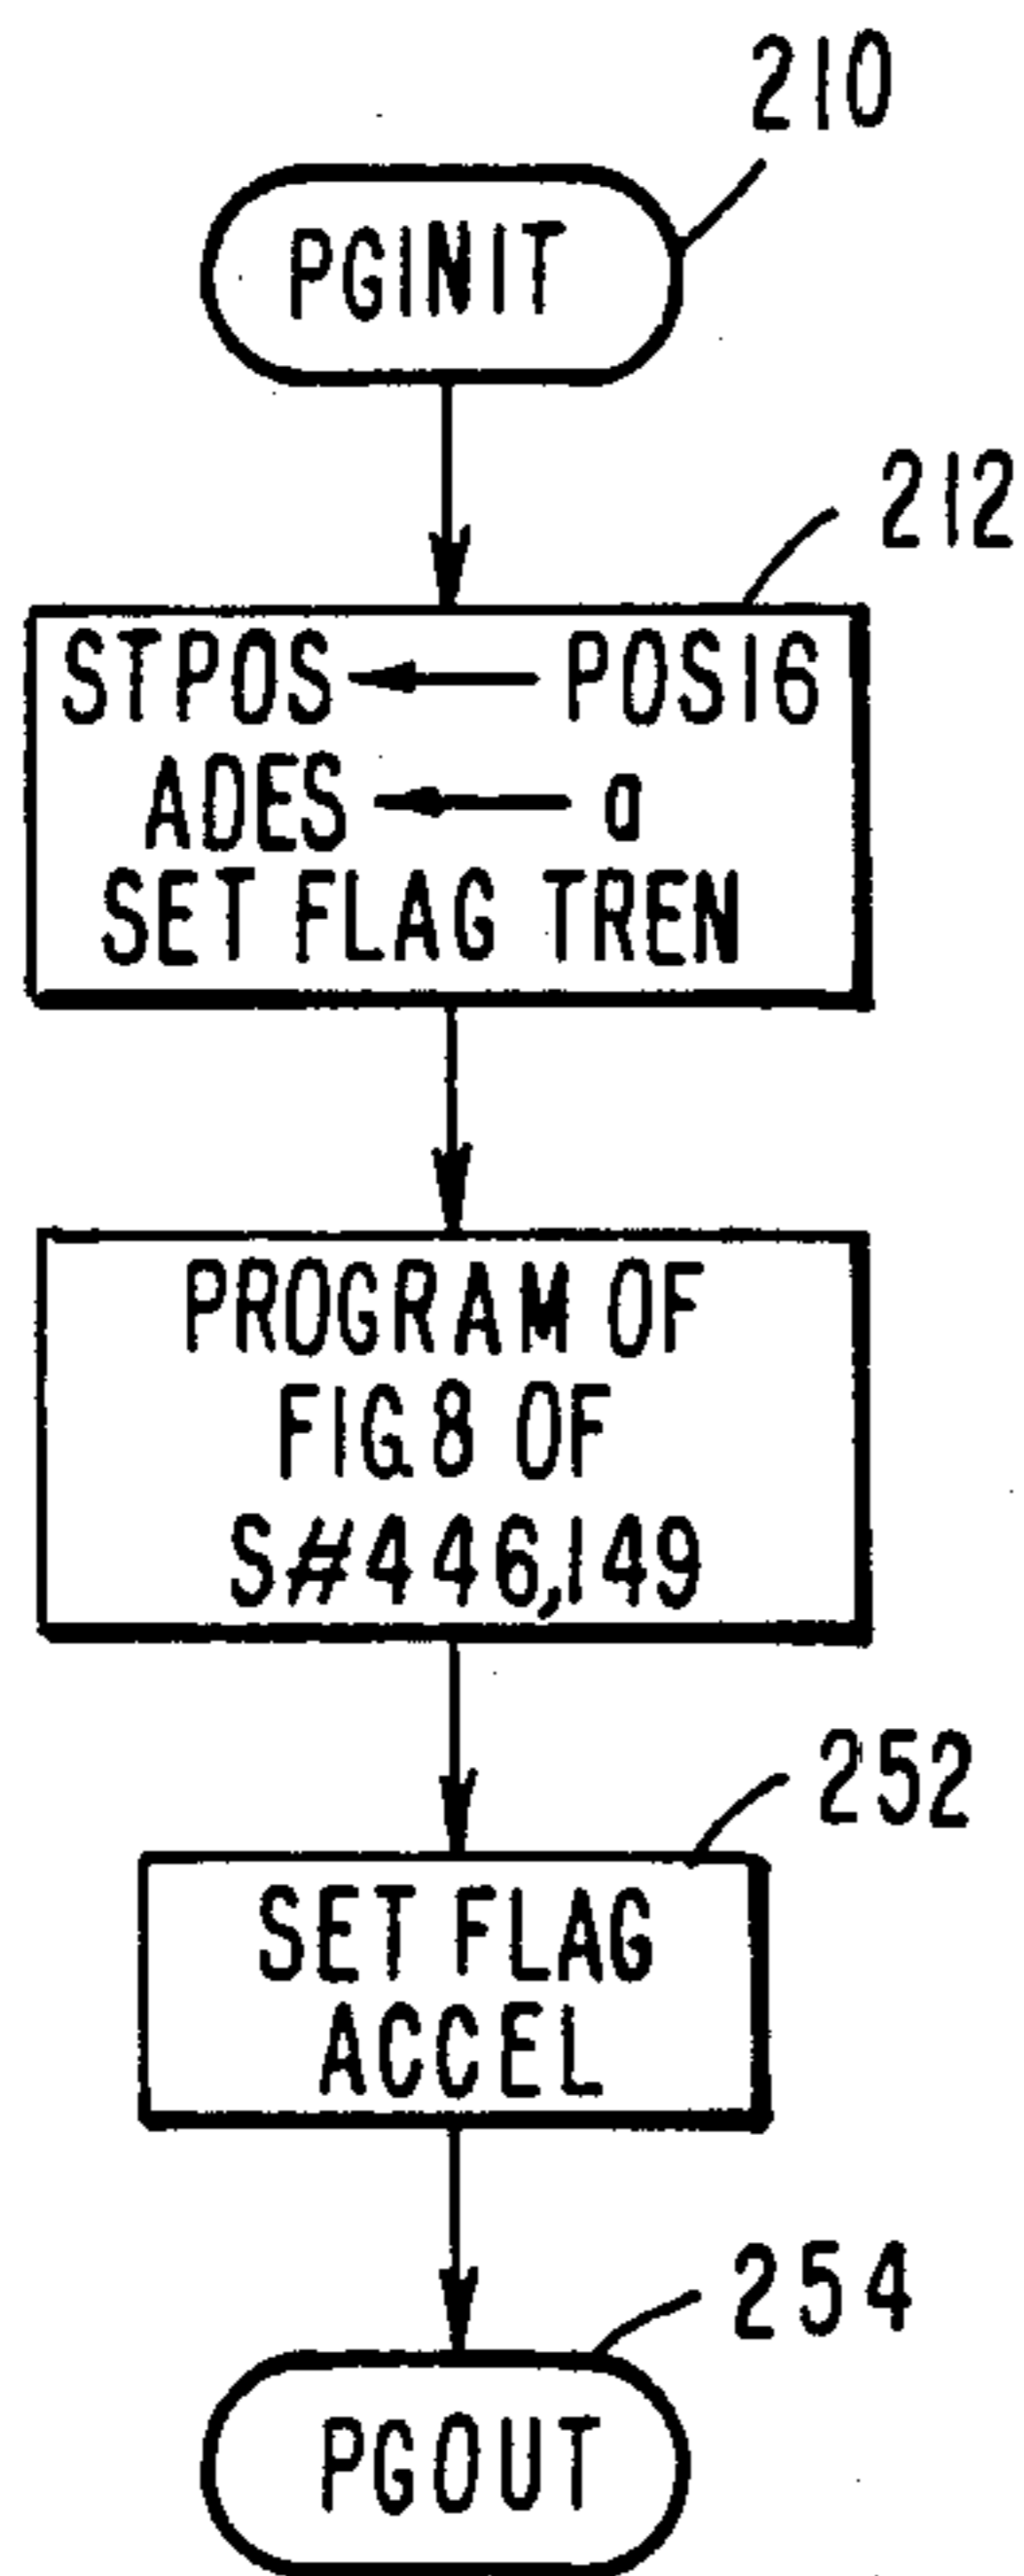 210
PGINIT
212
STPOS ← POS16
ADES ← a
SET FLAG TREN
PROGRAM OF
FIG.8 OF
S#446,149
252
SET FLAG
ACCEL
254
PGOUT